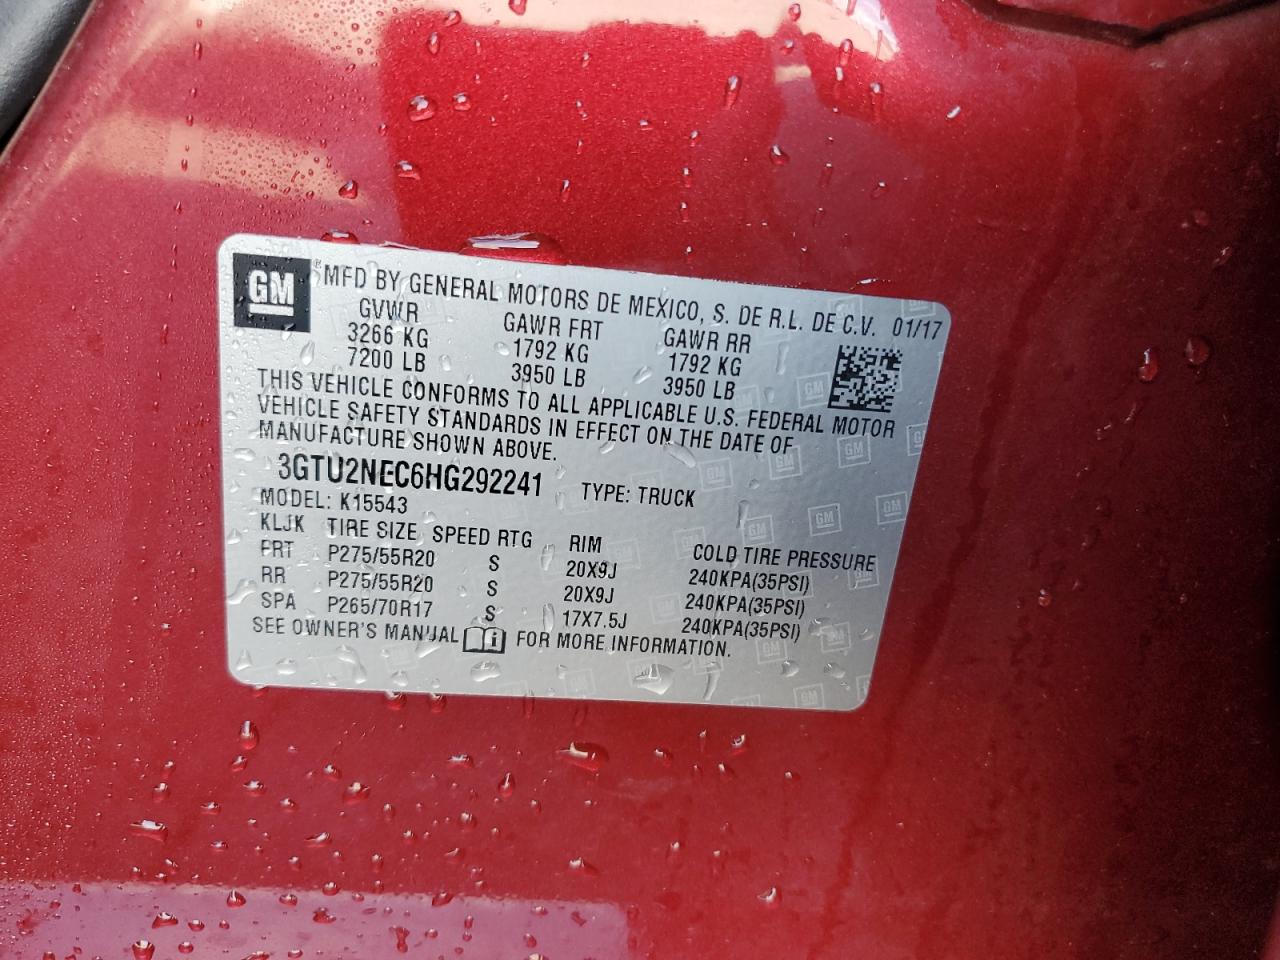 GM ® MFD BY GENERAL MOTORS DE MEXICO, S. DE R.L. DE C.V. 01/17
GVWR GAWR FRT GAWR RR
3266 KG 1792 KG 1792 KG
7200 LB 3950 LB 3950 LB
THIS VEHICLE CONFORMS TO ALL APPLICABLE U.S. FEDERAL MOTOR
VEHICLE SAFETY STANDARDS IN EFFECT ON THE DATE OF
MANUFACTURE SHOWN ABOVE.
3GTU2NEC6HG292241 TYPE: TRUCK
MODEL: K15543
KLJK TIRE SIZE SPEED RTG RIM COLD TIRE PRESSURE
FRT P275/55R20 S 20X9J 240KPA(35PSI)
RR P275/55R20 S 20X9J 240KPA(35PSI)
SPA P265/70R17 S 17X7.5J 240KPA(35PSI)
SEE OWNER'S MANUAL i FOR MORE INFORMATION.